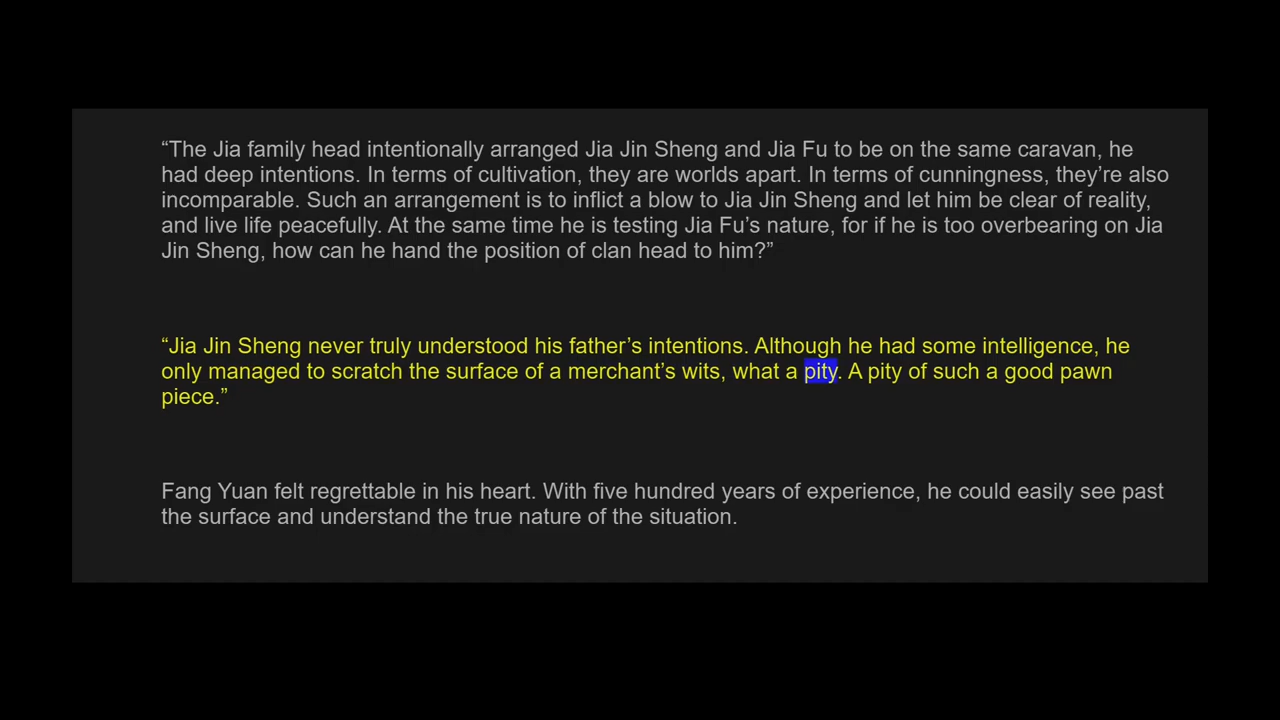 “The Jia family head intentionally arranged Jia Jin Sheng and Jia Fu to be on the same caravan, he
had deep intentions. In terms of cultivation, they are worlds apart. In terms of cunningness, they’re also
incomparable. Such an arrangement is to inflict a blow to Jia Jin Sheng and let him be clear of reality,
and live life peacefully. At the same time he is testing Jia Fu’s nature, for if he is too overbearing on Jia
Jin Sheng, how can he hand the position of clan head to him?”
“Jia Jin Sheng never truly understood his father’s intentions. Although he had some intelligence, he
only managed to scratch the surface of a merchant’s wits, what a pity. A pity of such a good pawn
piece.”
Fang Yuan felt regrettable in his heart. With five hundred years of experience, he could easily see past
the surface and understand the true nature of the situation.